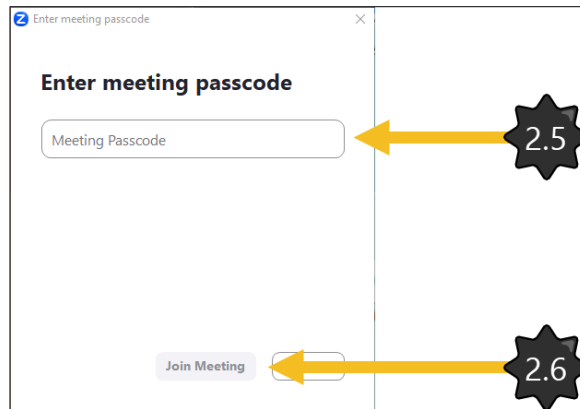 Enter meeting passcode
Enter meeting passcode
Meeting Passcode
2.5
Join Meeting
2.6